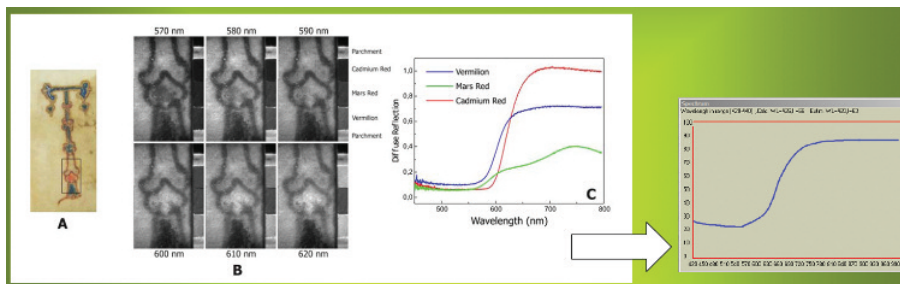 570 nm 580 nm 590 nm
Parchment
Cadmium Red
Mars Red
Vermilion
Parchment
600 nm 610 nm 620 nm
A
B
Vermilion
Mars Red
Cadmium Red
Diffuse Reflection
1,0
0,8
0,6
0,4
0,2
0,0
500 600 700 800
Wavelength (nm)
C
Spectrum
100
90
80
70
60
50
40
30
20
10